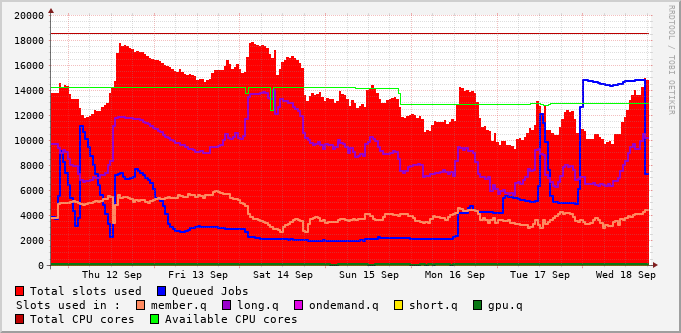 20000
18000
16000
14000
12000
10000
8000
6000
4000
2000
0
Thu 12 Sep Fri 13 Sep Sat 14 Sep Sun 15 Sep Mon 16 Sep Tue 17 Sep Wed 18 Sep
Total slots used Queued Jobs
Slots used in : member.q long.q ondemand.q short.q gpu.q
Total CPU cores Available CPU cores
RRDTOOL / TOBI OETIKER